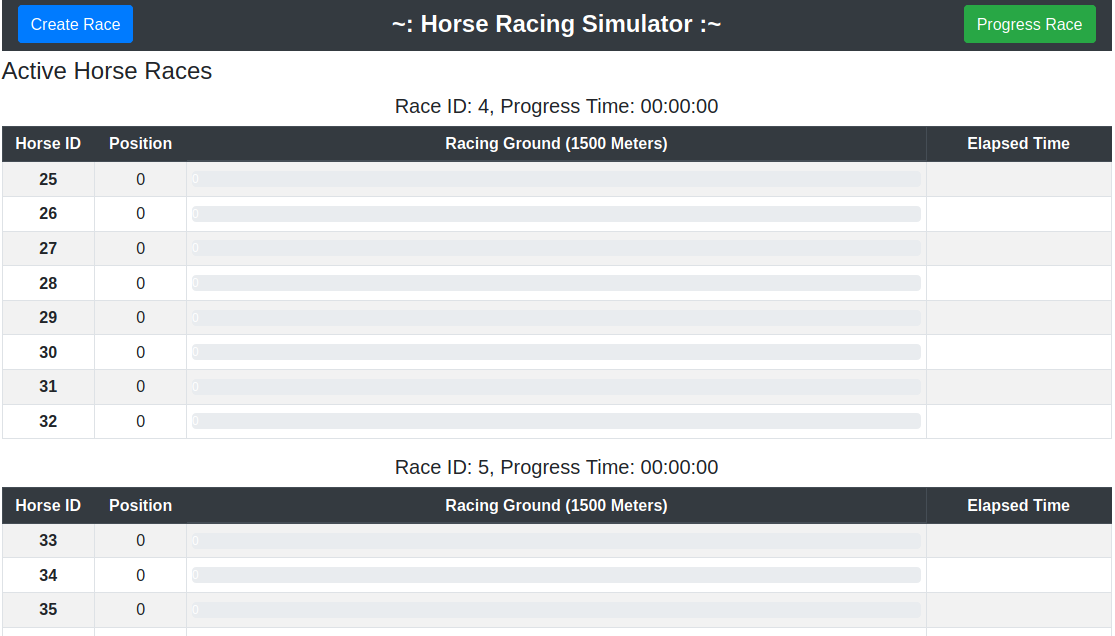 Create Race ~: Horse Racing Simulator :~ Progress Race
Active Horse Races
Race ID: 4, Progress Time: 00:00:00
Horse ID Position Racing Ground (1500 Meters) Elapsed Time
25 0 0
26 0 0
27 0 0
28 0 0
29 0 0
30 0 0
31 0 0
32 0 0
Race ID: 5, Progress Time: 00:00:00
Horse ID Position Racing Ground (1500 Meters) Elapsed Time
33 0 0
34 0 0
35 0 0